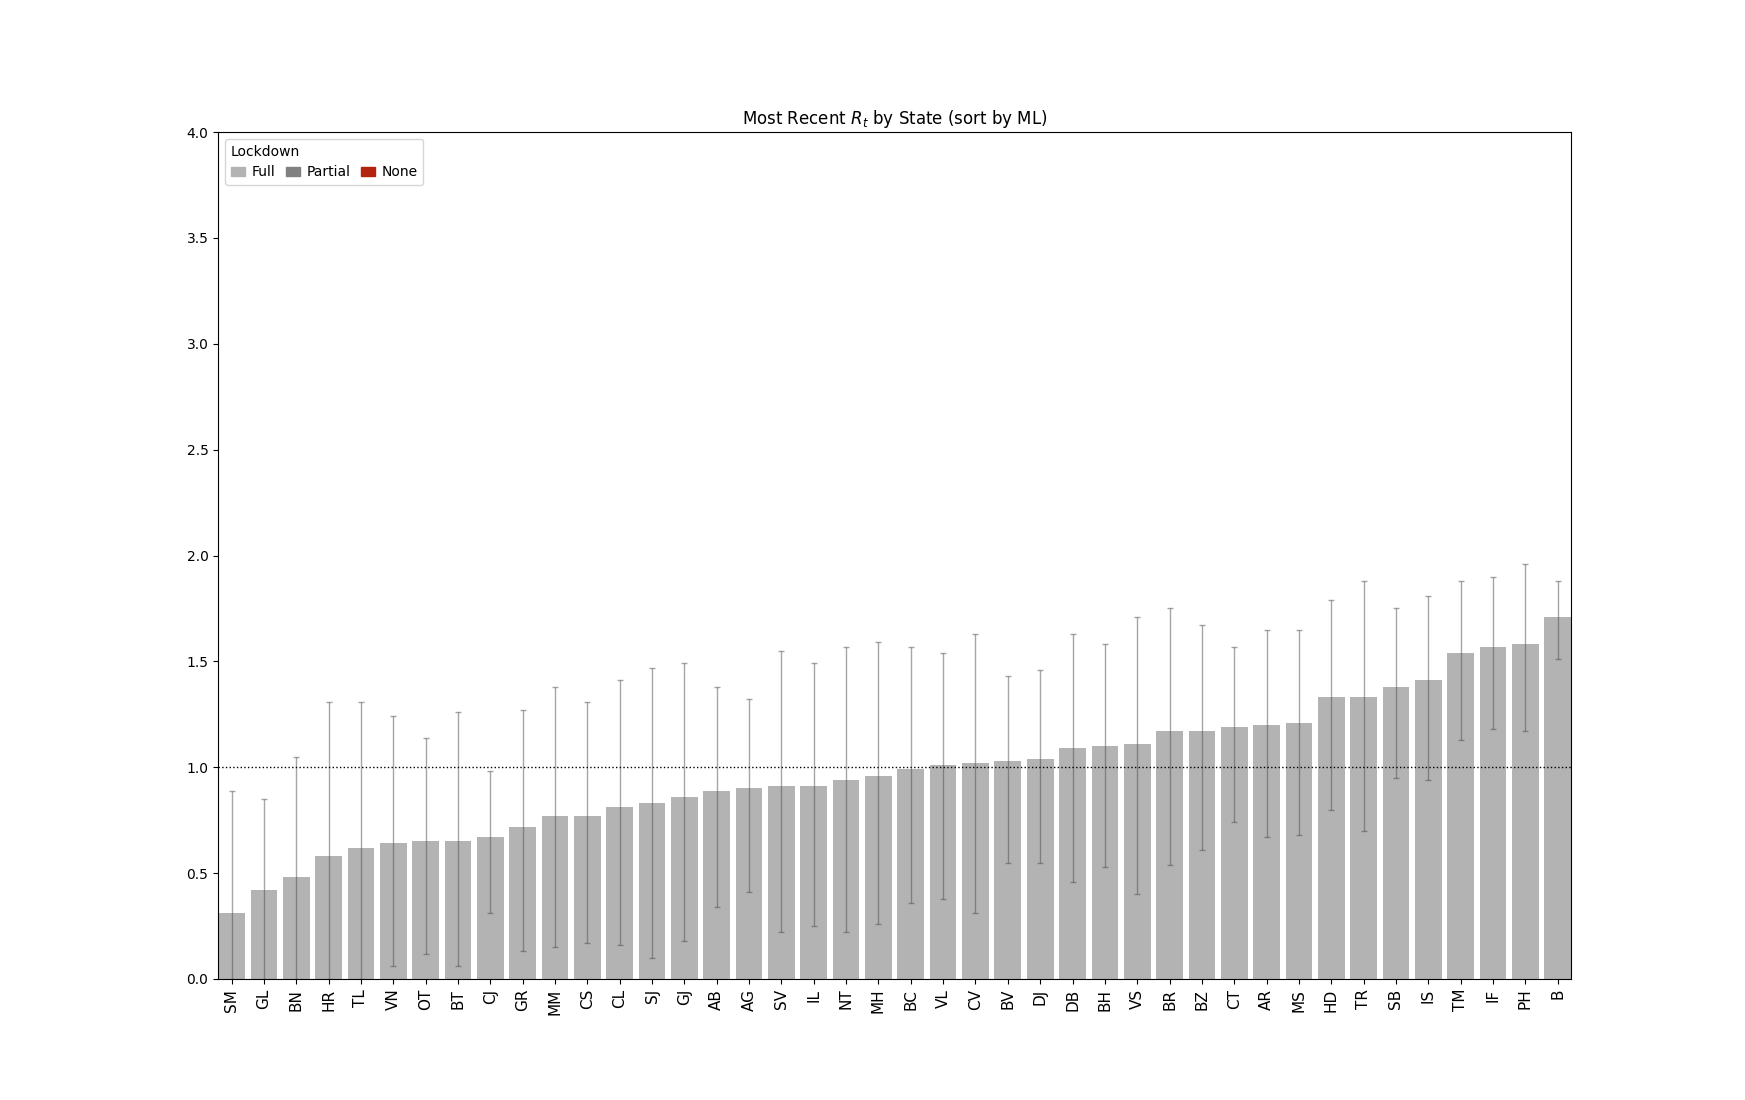 Most Recent Rt by State (sort by ML)
4.0
Lockdown
Full Partial None
3.5
3.0
2.5
2.0
1.5
1.0
0.5
0.0
SM GL BN HR TL VN OT BT CJ GR MM CS CL SJ GJ AB AG SV IL NT MH BC VL CV BV DJ DB BH VS BR BZ CT AR MS HD TR SB IS TM IF PH B